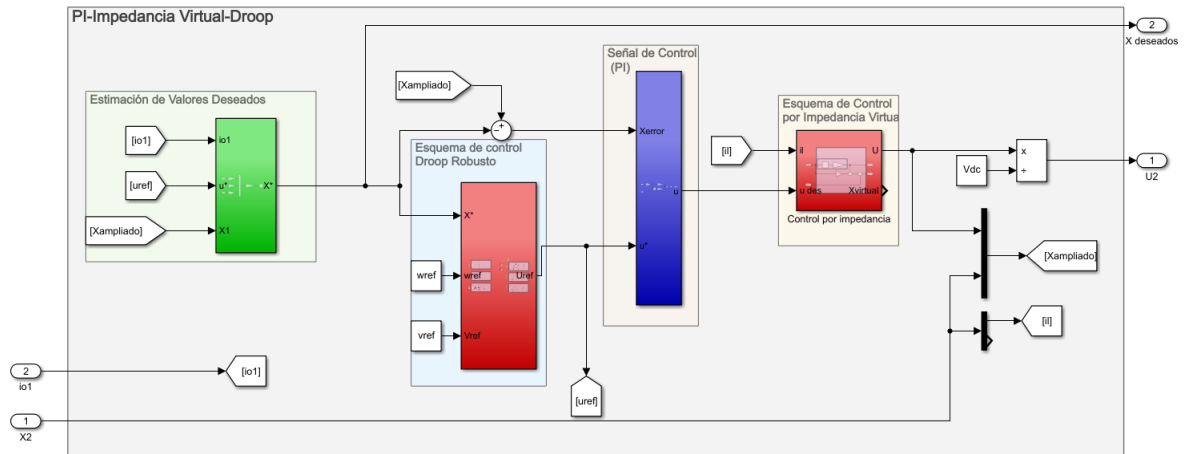 PI-Impedancia Virtual-Droop
2
X deseados
Señal de Control
(PI)
[Xampliado]
Estimación de Valores Deseados
Esquema de Control
por Impedancia Virtua
[io1]
io1
Xerror
Esquema de control
Droop Robusto
[il]
il
U
x
÷
1
U2
Vdc
[uref]
u*
X*
u
u des
Xvirtual
Control por impedancia
X*
[Xampliado]
X1
u*
[Xampliado]
wref
wref
Uref
[il]
vref
Vref
2
io1
[io1]
[uref]
1
X2